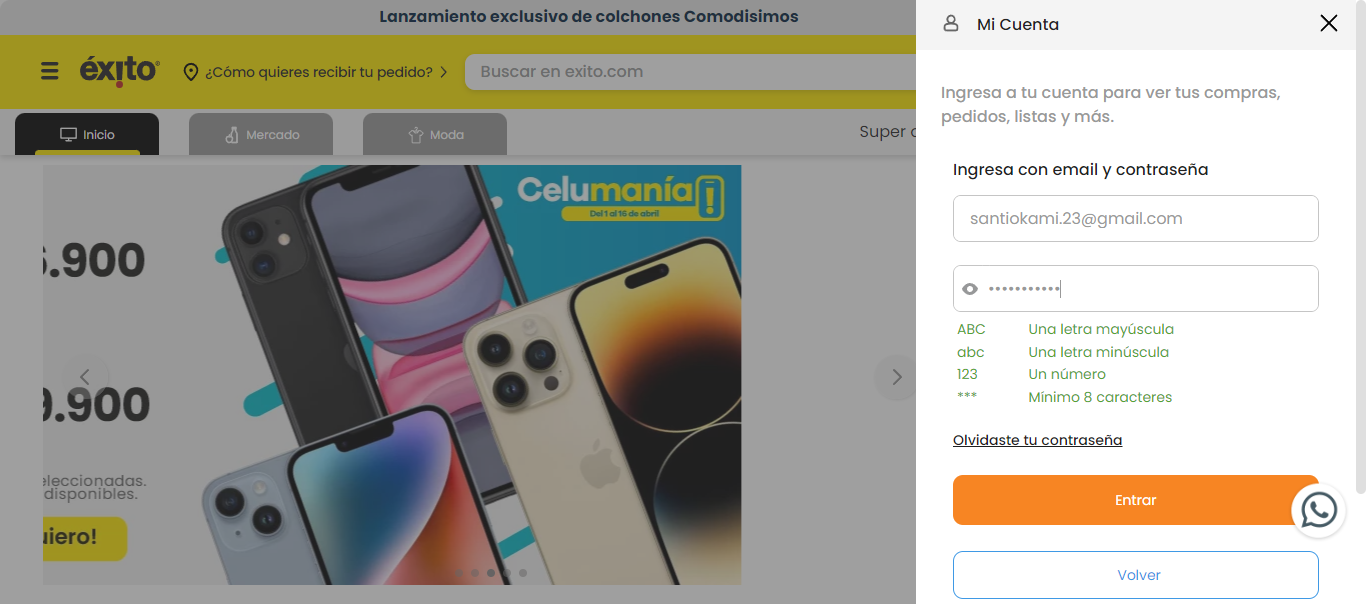 Lanzamiento exclusivo de colchones Comodisimos
éxito
¿Cómo quieres recibir tu pedido?
Buscar en exito.com
Inicio
Mercado
Moda
Super
.900
9.900
eleccionadas.
disponibles.
uiero!
Celumanía
Del 1 al 16 de abril
Mi Cuenta
Ingresa a tu cuenta para ver tus compras,
pedidos, listas y más.
Ingresa con email y contraseña
santiokami.23@gmail.com
•••••••••••
ABC Una letra mayúscula
abc Una letra minúscula
123 Un número
*** Mínimo 8 caracteres
Olvidaste tu contraseña
Entrar
Volver